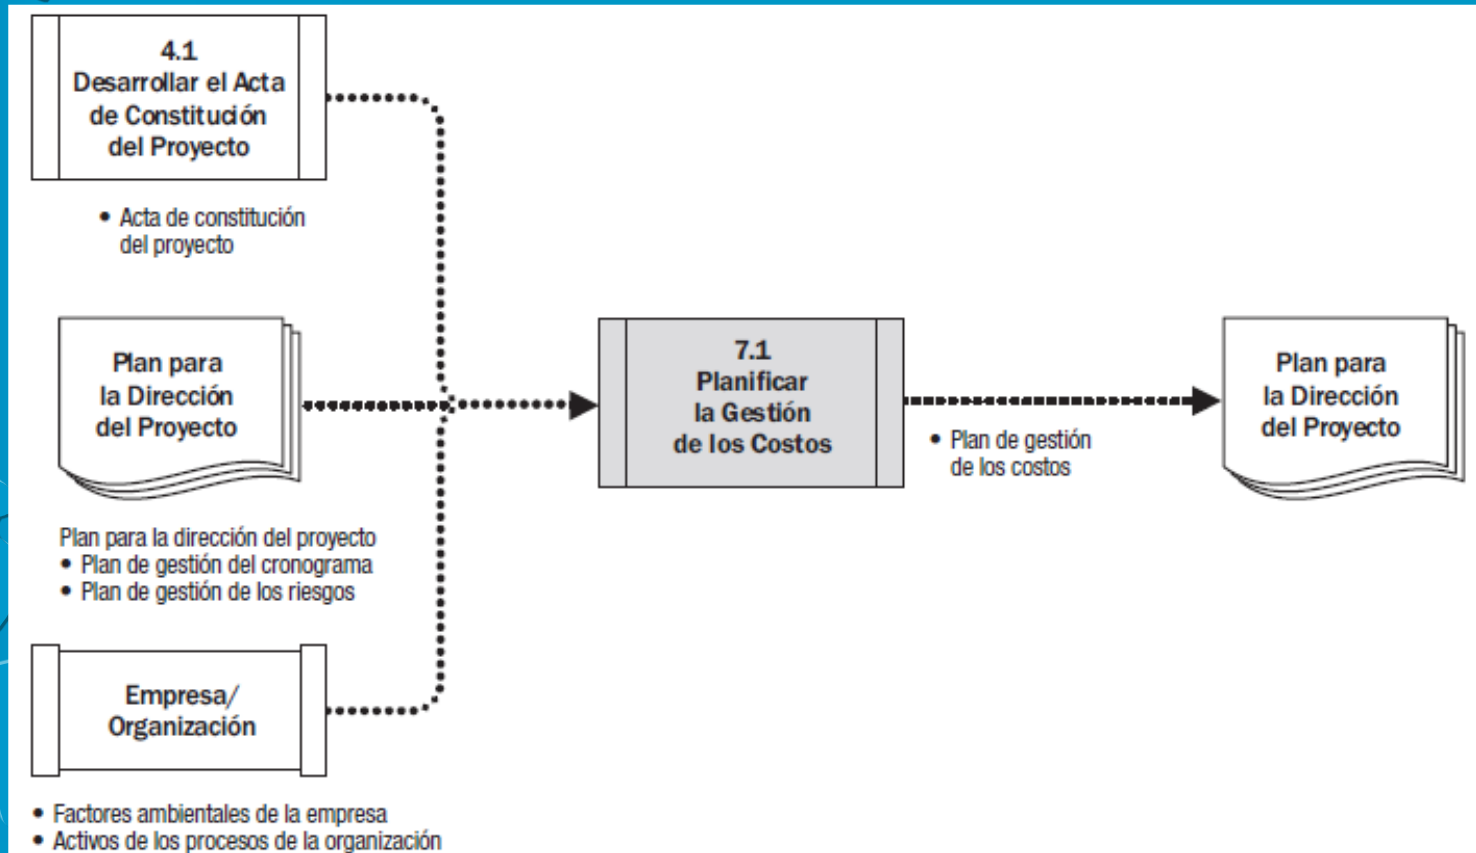 4.1
Desarrollar el Acta
de Constitución
del Proyecto
• Acta de constitución
del proyecto
Plan para
la Dirección
del Proyecto
Plan para la dirección del proyecto
• Plan de gestión del cronograma
• Plan de gestión de los riesgos
Empresa/
Organización
• Factores ambientales de la empresa
• Activos de los procesos de la organización
7.1
Planificar
la Gestión
de los Costos
• Plan de gestión
de los costos
Plan para
la Dirección
del Proyecto